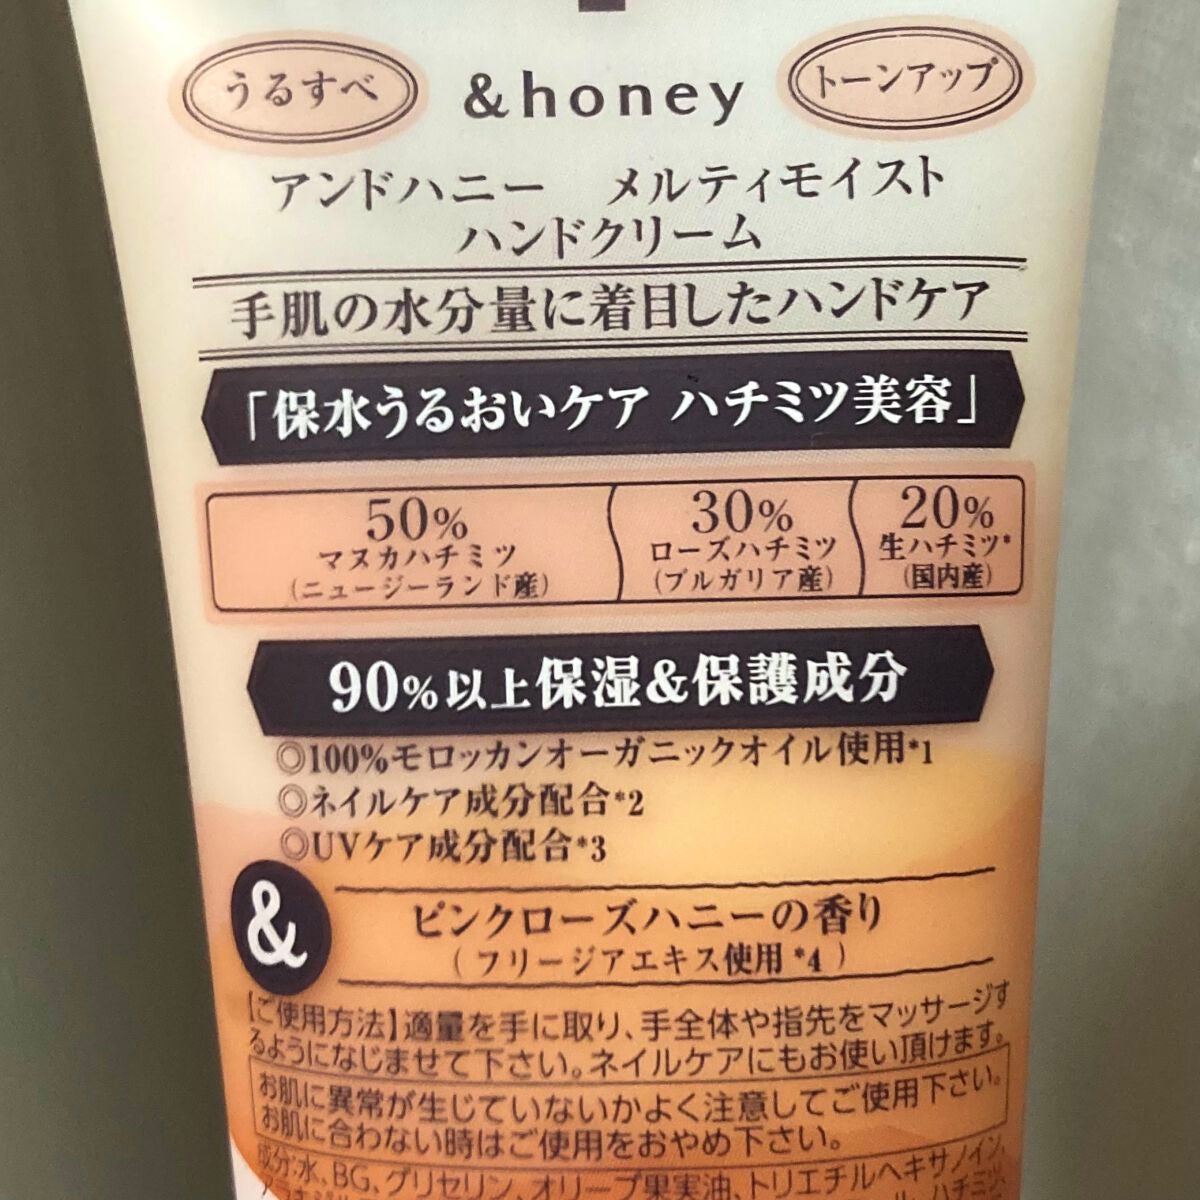 うるすべ &honey トーンアップ
アンドハニー メルティモイスト
ハンドクリーム
手肌の水分量に着目したハンドケア
「保水うるおいケア ハチミツ美容」
50% 30% 20%
マヌカハチミツ ローズハチミツ 生ハチミツ*
(ニュージーランド産) (ブルガリア産) (国内産)
90%以上保湿&保護成分
◎100%モロッカンオーガニックオイル使用*1
◎ネイルケア成分配合*2
◎UVケア成分配合*3
&
ピンクローズハニーの香り
(フリージアエキス使用*4)
【ご使用方法】適量を手に取り、手全体や指先をマッサージす
るようになじませて下さい。ネイルケアにもお使い頂けます。
お肌に異常が生じていないかよく注意してご使用下さい。
お肌に合わない時はご使用をおやめ下さい。
成分:水、BG、グリセリン、オリーブ果実油、トリエチルヘキサノイン、